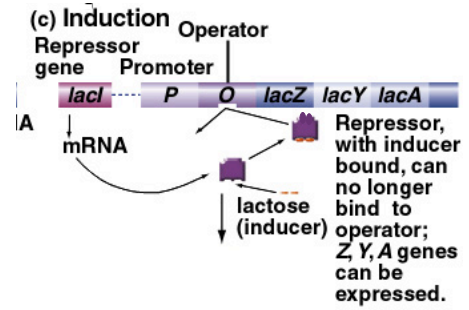 (c) Induction
Operator
Repressor
gene
Promoter
lacI
P
O
lacZ
lacY
lacA
A
mRNA
Repressor,
with inducer
bound, can
no longer
bind to
operator;
Z, Y, A genes
can be
expressed.
lactose
(inducer)